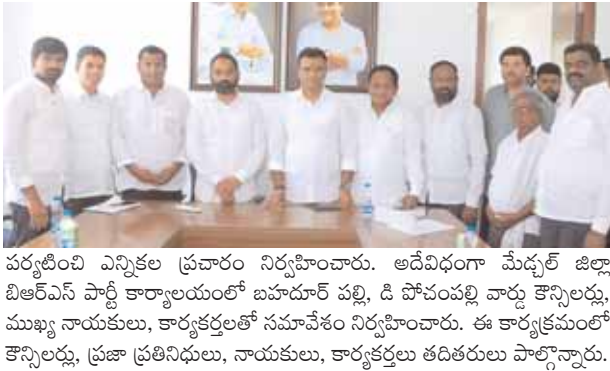 పర్యటించి ఎన్నికల ప్రచారం నిర్వహించారు. అదేవిధంగా మేడ్చల్ జిల్లా
బిఆర్ఎస్ పార్టీ కార్యాలయంలో బహదూర్ పల్లి, డి పోచంపల్లి వార్డు కౌన్సిలర్లు,
ముఖ్య నాయకులు, కార్యకర్తలతో సమావేశం నిర్వహించారు. ఈ కార్యక్రమంలో
కౌన్సిలర్లు, ప్రజా ప్రతినిధులు, నాయకులు, కార్యకర్తలు తదితరులు పాల్గొన్నారు.